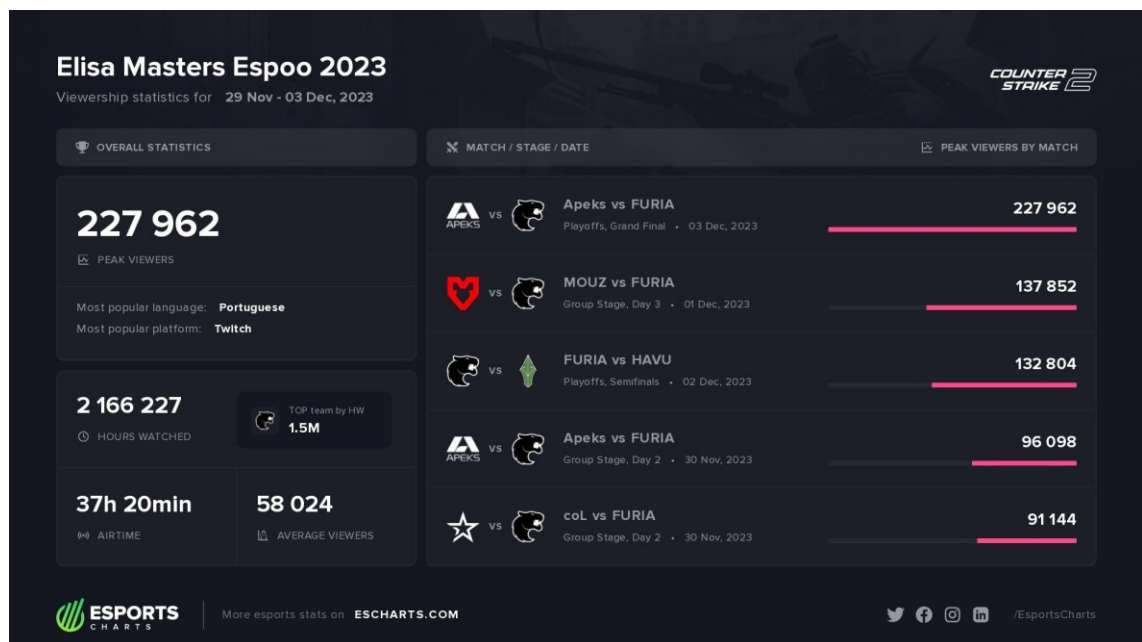 Elisa Masters Espoo 2023
Viewership statistics for 29 Nov - 03 Dec, 2023
COUNTER
STRIKE 2
OVERALL STATISTICS
227 962
PEAK VIEWERS
Most popular language: Portuguese
Most popular platform: Twitch
2 166 227
HOURS WATCHED
TOP team by HW
1.5M
37h 20min
AIRTIME
58 024
AVERAGE VIEWERS
MATCH / STAGE / DATE
PEAK VIEWERS BY MATCH
APEKS vs
Apeks vs FURIA
Playoffs, Grand Final • 03 Dec, 2023
227 962
vs
MOUZ vs FURIA
Group Stage, Day 3 • 01 Dec, 2023
137 852
vs
FURIA vs HAVU
Playoffs, Semifinals • 02 Dec, 2023
132 804
APEKS vs
Apeks vs FURIA
Group Stage, Day 2 • 30 Nov, 2023
96 098
vs
coL vs FURIA
Group Stage, Day 2 • 30 Nov, 2023
91 144
ESPORTS
CHARTS
More esports stats on ESCHARTS.COM
/EsportsCharts